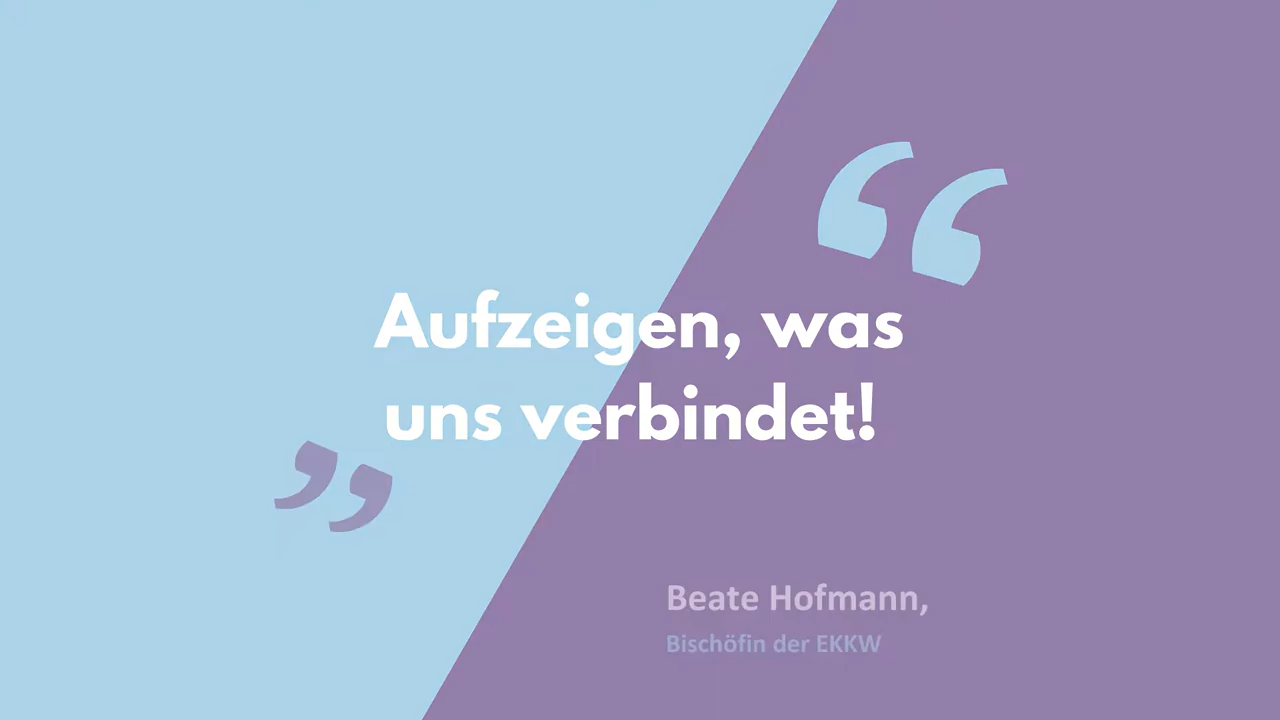 Aufzeigen, was
uns verbindet!
Beate Hofmann,
Bischöfin der EKKW